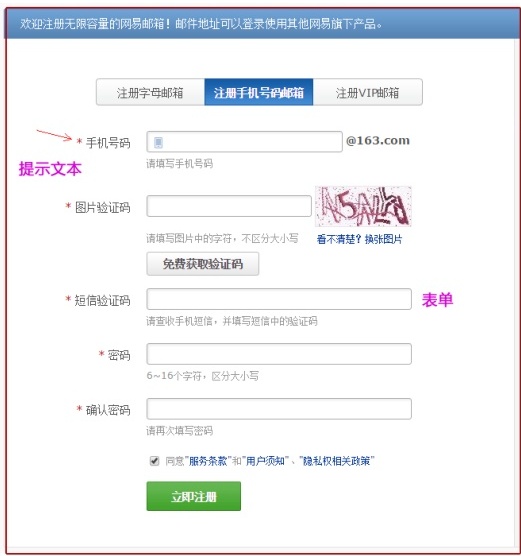 欢迎注册无限容量的网易邮箱！邮件地址可以登录使用其他网易旗下产品。
注册字母邮箱 注册手机号码邮箱 注册VIP邮箱
* 手机号码 @163.com
请填写手机号码
提示文本
* 图片验证码
请填写图片中的字符，不区分大小写 看不清楚？换张图片
免费获取验证码
* 短信验证码 表单
请查收手机短信，并填写短信中的验证码
* 密码
6~16个字符，区分大小写
* 确认密码
请再次填写密码
同意"服务条款"和"用户须知"、"隐私权相关政策"
立即注册